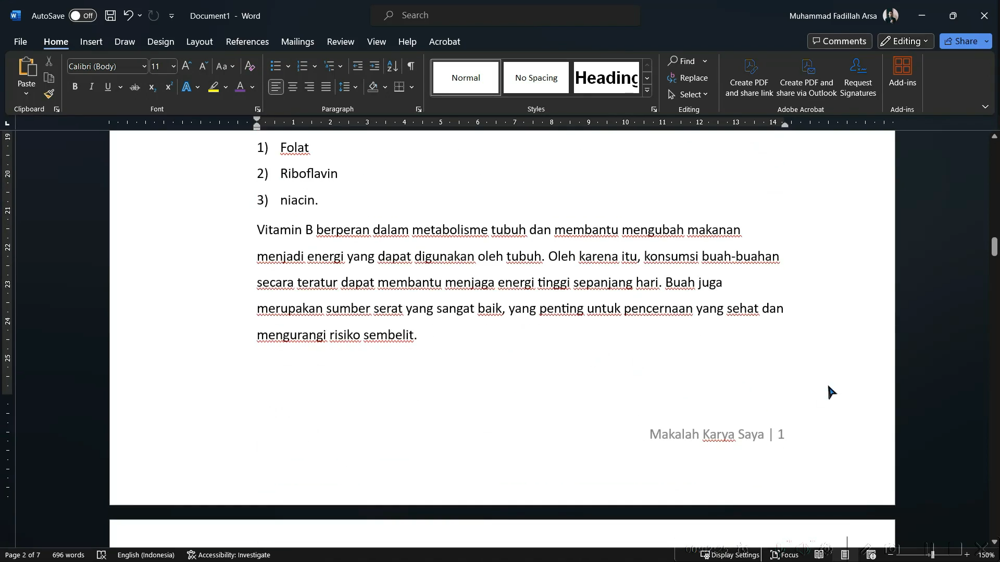 AutoSave Off Document1 - Word Search Muhammad Fadillah Arsa
File Home Insert Draw Design Layout References Mailings Review View Help Acrobat Comments Editing Share
Paste Calibri (Body) 11 Aa Normal No Spacing Heading Find Replace Select Create PDF and share link Create PDF and share via Outlook Request Signatures Add-ins
Clipboard Font Paragraph Styles Editing Adobe Acrobat Add-ins
1 2 3 4 5 6 7 8 9 10 11 12 13 14
19
20
21
22
23
24
25
1) Folat
2) Riboflavin
3) niacin.
Vitamin B berperan dalam metabolisme tubuh dan membantu mengubah makanan
menjadi energi yang dapat digunakan oleh tubuh. Oleh karena itu, konsumsi buah-buahan
secara teratur dapat membantu menjaga energi tinggi sepanjang hari. Buah juga
merupakan sumber serat yang sangat baik, yang penting untuk pencernaan yang sehat dan
mengurangi risiko sembelit.
Makalah Karya Saya | 1
Page 2 of 7 696 words English (Indonesia) Accessibility: Investigate Display Settings Focus 150%